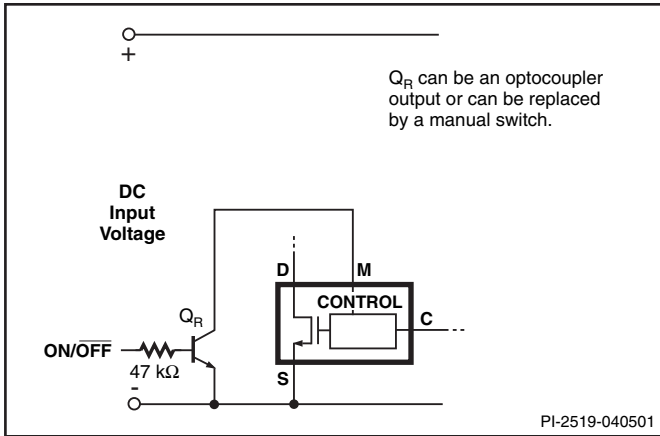 +
Q_R can be an optocoupler
output or can be replaced
by a manual switch.
DC
Input
Voltage
D
M
CONTROL
C
Q_R
ON/O̅F̅F̅
47 kΩ
S
-
PI-2519-040501